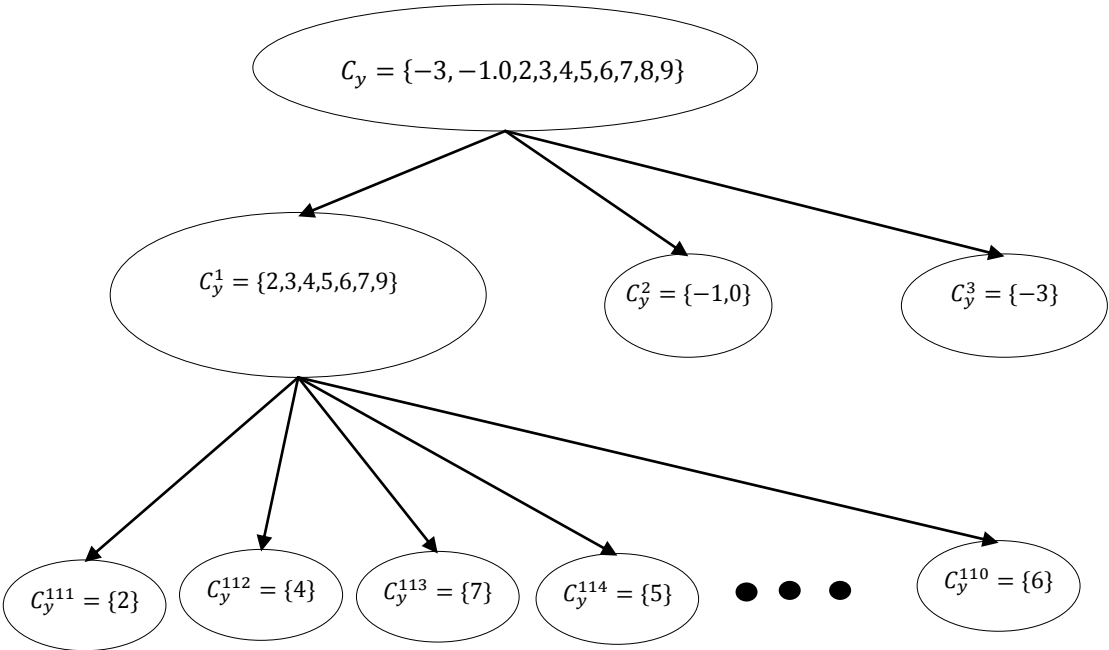 C_y = {−3, −1.0,2,3,4,5,6,7,8,9}
C_y^1 = {2,3,4,5,6,7,9}
C_y^2 = {−1,0}
C_y^3 = {−3}
C_y^111 = {2}
C_y^112 = {4}
C_y^113 = {7}
C_y^114 = {5}
C_y^110 = {6}